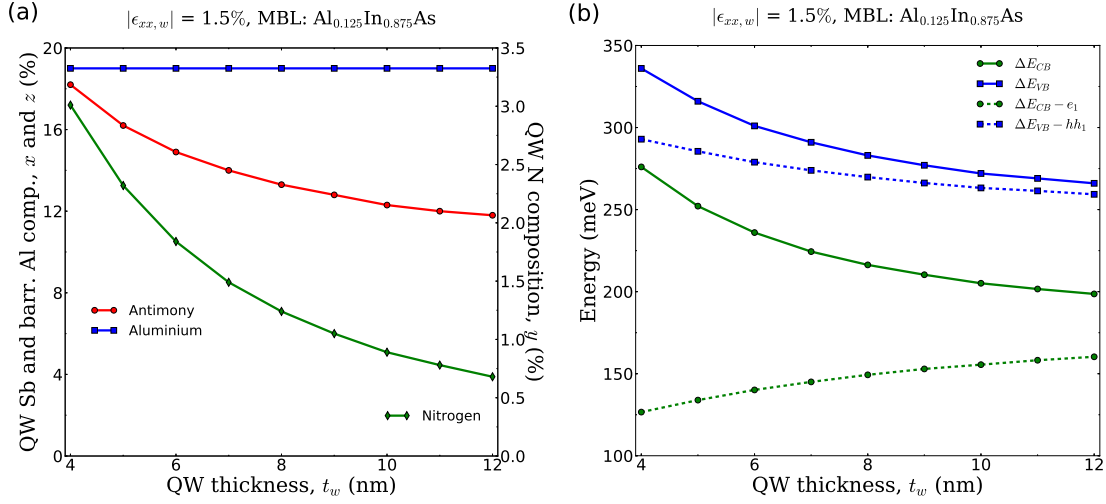 (a)
|ϵxx,w| = 1.5%, MBL: Al0.125In0.875As
QW Sb and barr. Al comp., x and z (%)
20
16
12
8
4
0
3.5
3.0
2.5
2.0
1.5
1.0
0.5
0.0
QW N composition, y (%)
Antimony
Aluminium
Nitrogen
4 6 8 10 12
QW thickness, tw (nm)
(b)
|ϵxx,w| = 1.5%, MBL: Al0.125In0.875As
Energy (meV)
350
300
250
200
150
100
ΔECB
ΔEVB
ΔECB − e1
ΔEVB − hh1
4 6 8 10 12
QW thickness, tw (nm)